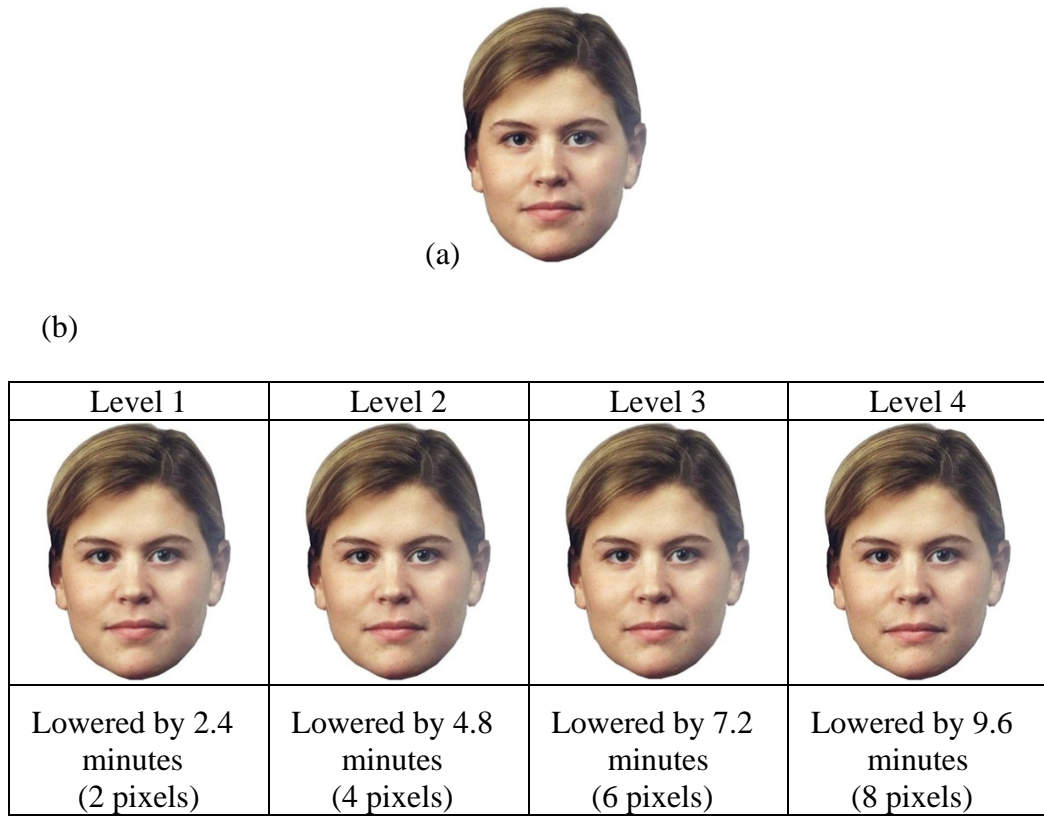 (a)
(b)
Level 1 Level 2 Level 3 Level 4
Lowered by 2.4 minutes (2 pixels)
Lowered by 4.8 minutes (4 pixels)
Lowered by 7.2 minutes (6 pixels)
Lowered by 9.6 minutes (8 pixels)